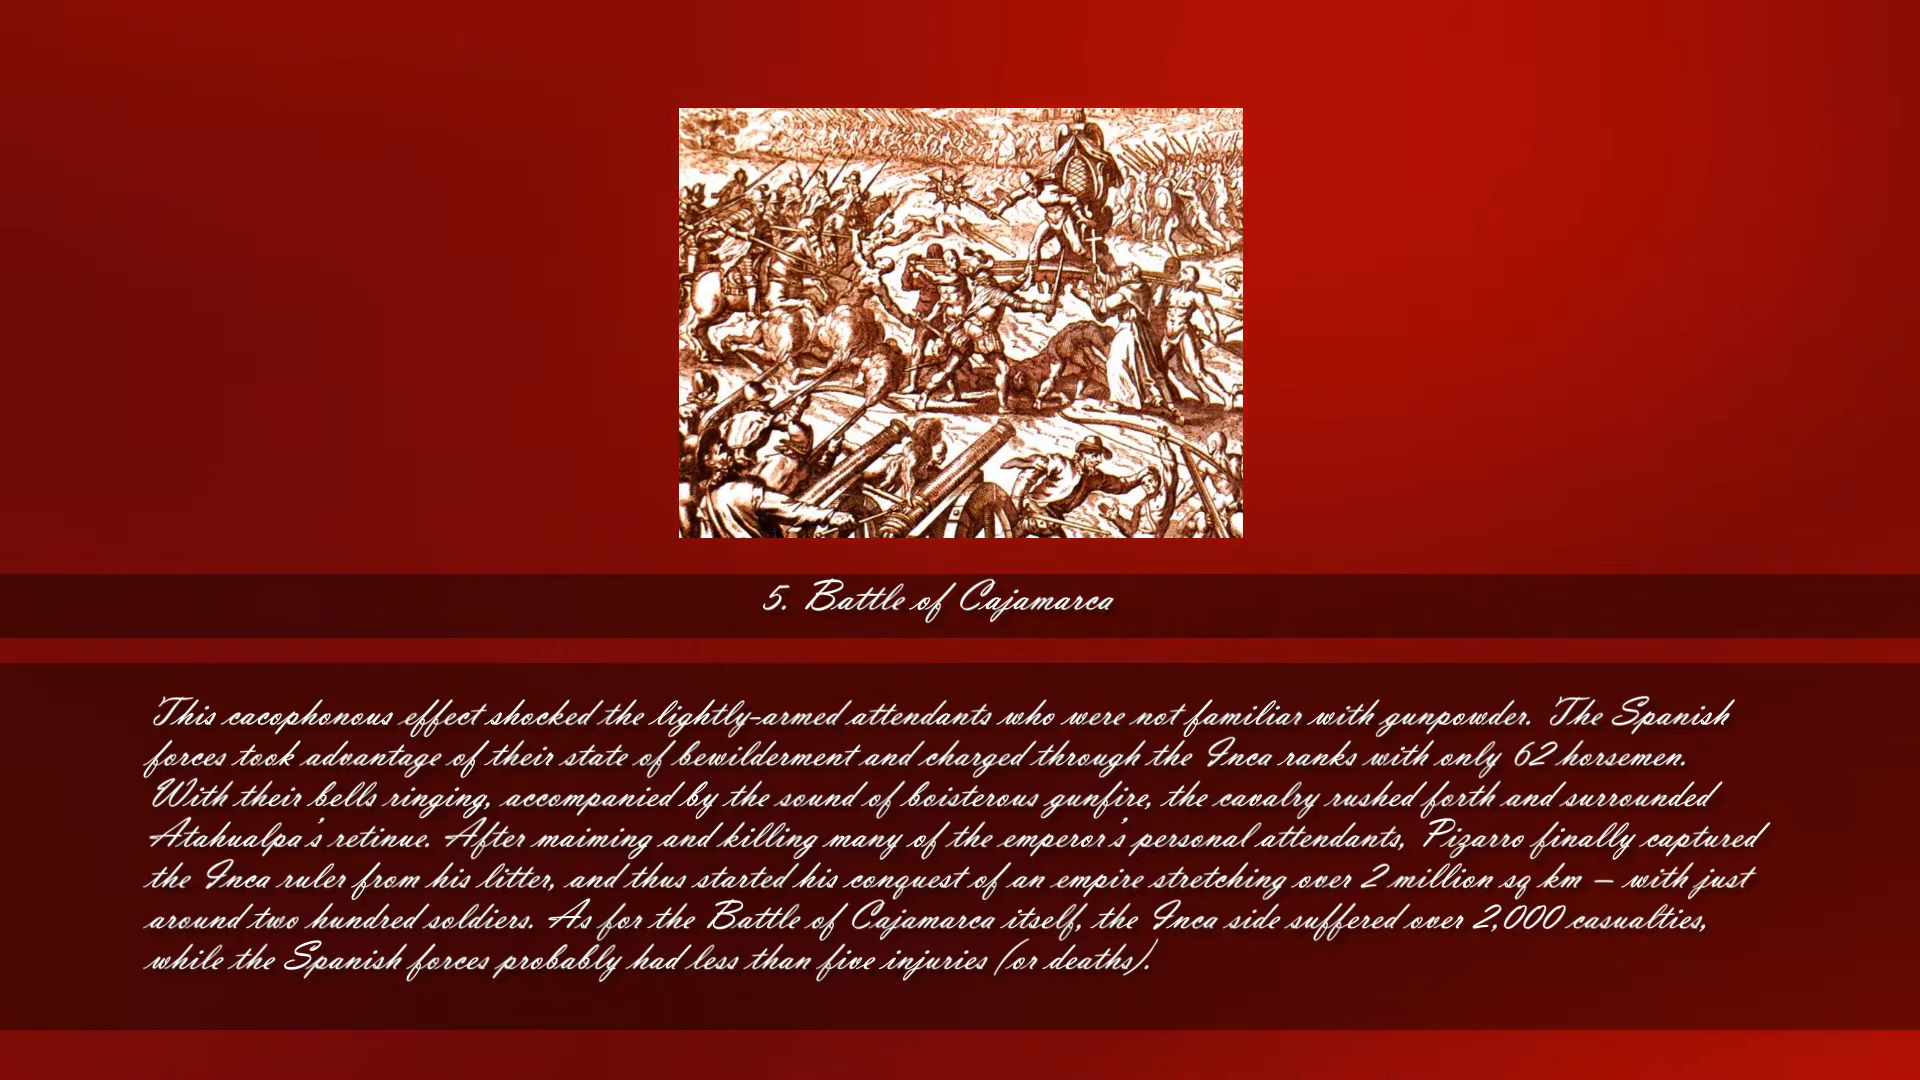 5. Battle of Cajamarca
This cacophonous effect shocked the lightly-armed attendants who were not familiar with gunpowder. The Spanish
forces took advantage of their state of bewilderment and charged through the Inca ranks with only 62 horsemen.
With their bells ringing, accompanied by the sound of boisterous gunfire, the cavalry rushed forth and surrounded
Atahualpa's retinue. After maiming and killing many of the emperor's personal attendants, Pizarro finally captured
the Inca ruler from his litter, and thus started his conquest of an empire stretching over 2 million sq km – with just
around two hundred soldiers. As for the Battle of Cajamarca itself, the Inca side suffered over 2,000 casualties,
while the Spanish forces probably had less than five injuries (or deaths).